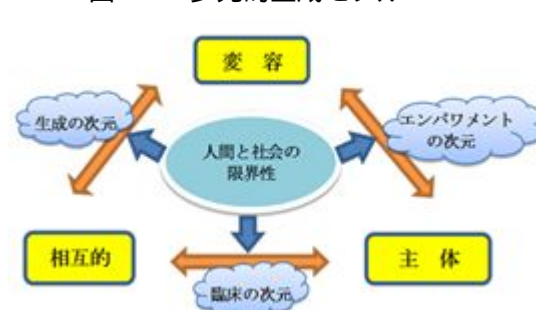 変 容
生成の次元
エンパワメント
の次元
人間と社会の
限界性
相互的
主 体
臨床の次元